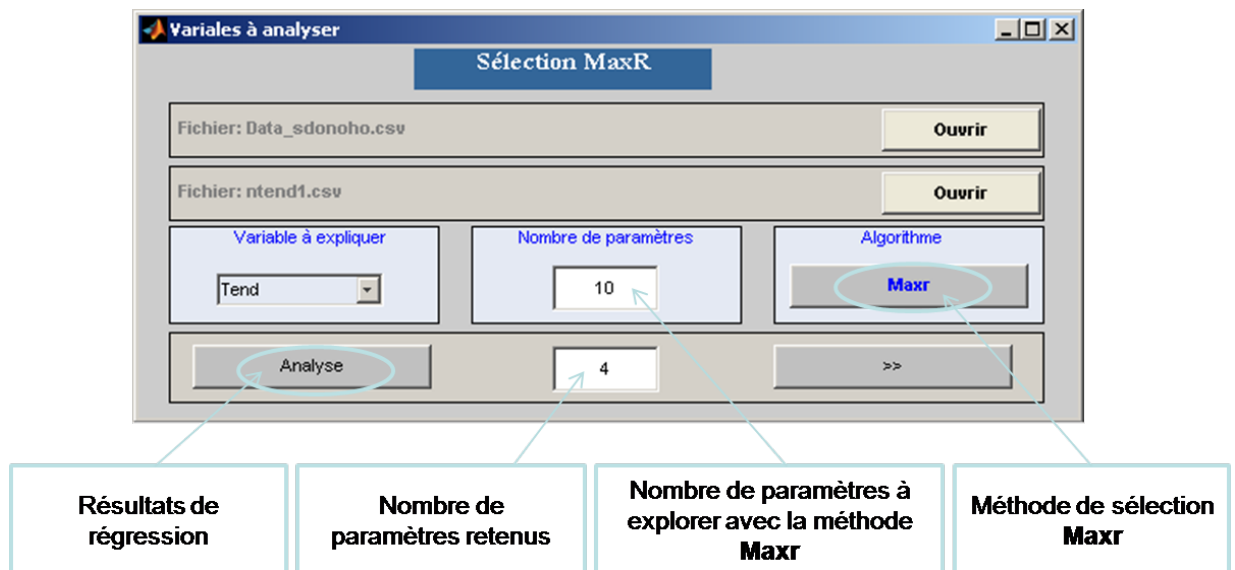 Variales à analyser
Sélection MaxR
Fichier: Data_sdonoho.csv
Ouvrir
Fichier: ntend1.csv
Ouvrir
Variable à expliquer
Nombre de paramètres
Algorithme
Tend
10
Maxr
Analyse
4
>>
Résultats de
régression
Nombre de
paramètres retenus
Nombre de paramètres à
explorer avec la méthode
Maxr
Méthode de sélection
Maxr